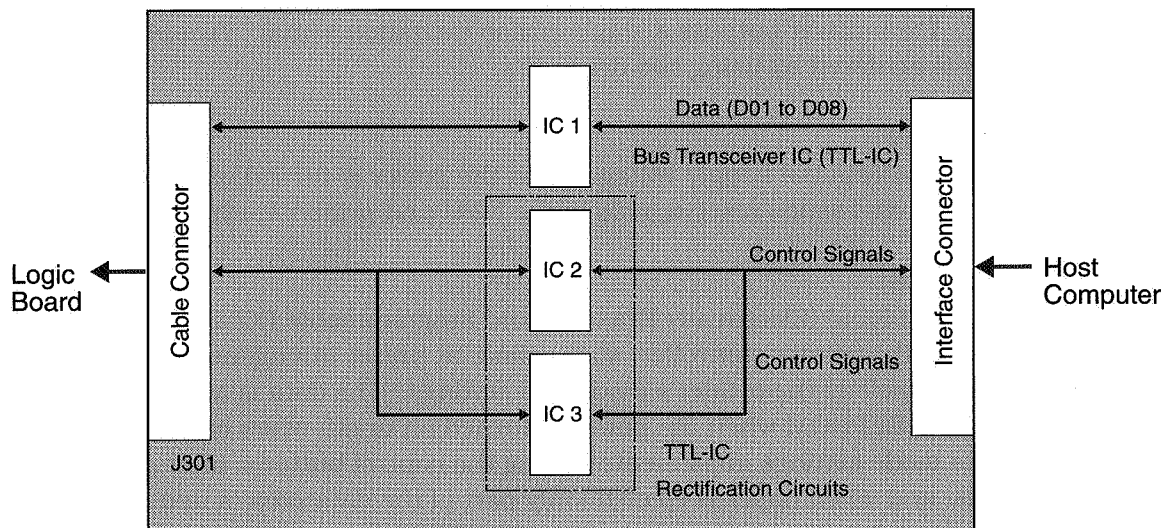 IC 1
Data (D01 to D08)
Bus Transceiver IC (TTL-IC)
Cable Connector
Interface Connector
Logic
Board
IC 2
Control Signals
Host
Computer
Control Signals
IC 3
J301
TTL-IC
Rectification Circuits